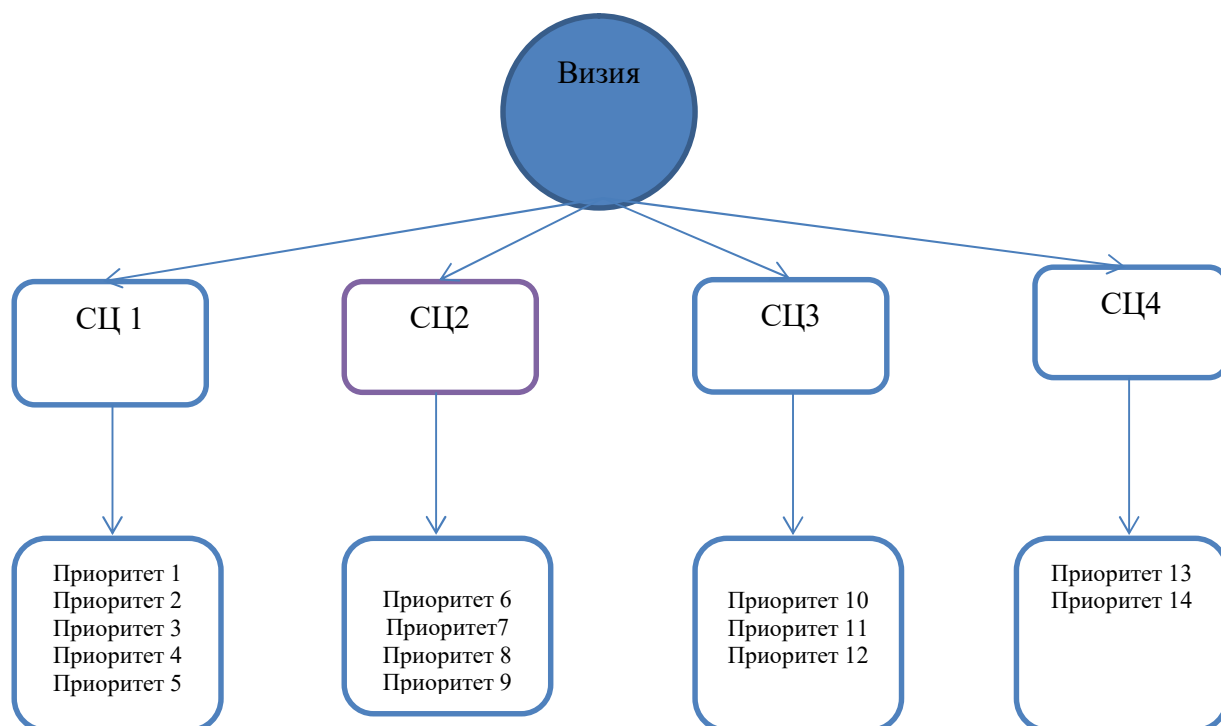 Визия
СЦ 1
СЦ2
СЦ3
СЦ4
Приоритет 1
Приоритет 2
Приоритет 3
Приоритет 4
Приоритет 5
Приоритет 6
Приоритет7
Приоритет 8
Приоритет 9
Приоритет 10
Приоритет 11
Приоритет 12
Приоритет 13
Приоритет 14